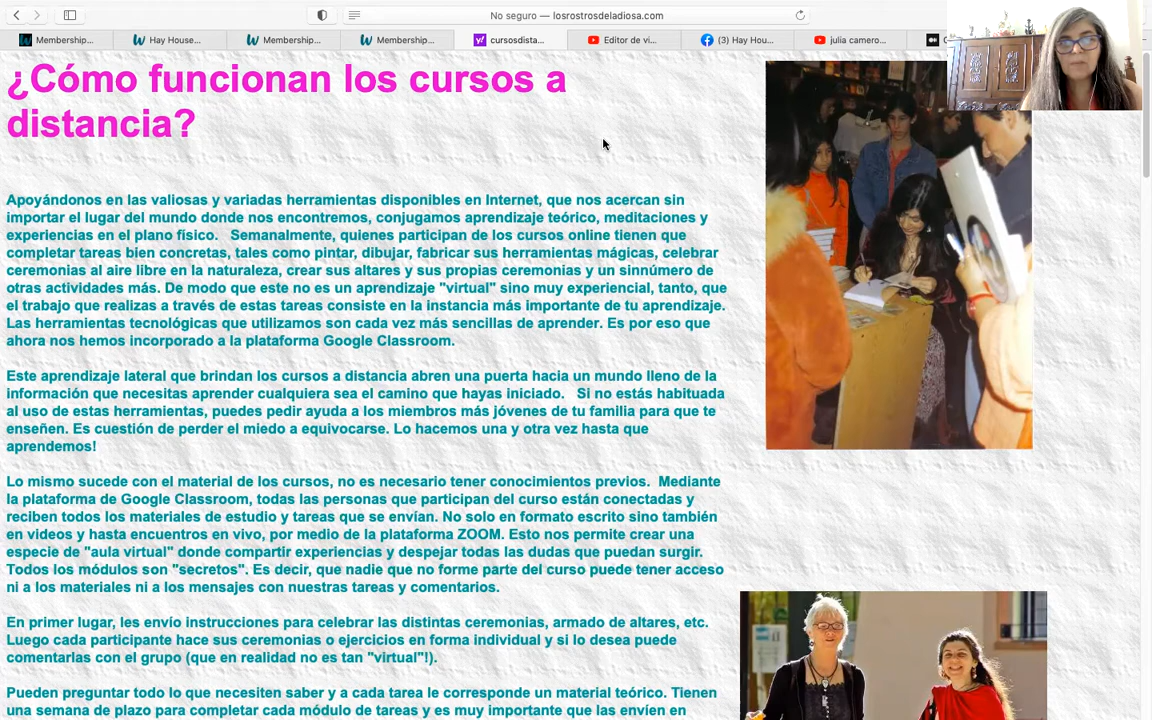 No seguro — losrostrosdeladiosa.com
Membership...
Hay House...
Membership...
Membership...
cursosdista...
Editor de vi...
(3) Hay Hou...
julia camero...
¿Cómo funcionan los cursos a
distancia?
Apoyándonos en las valiosas y variadas herramientas disponibles en Internet, que nos acercan sin
importar el lugar del mundo donde nos encontremos, conjugamos aprendizaje teórico, meditaciones y
experiencias en el plano físico. Semanalmente, quienes participan de los cursos online tienen que
completar tareas bien concretas, tales como pintar, dibujar, fabricar sus herramientas mágicas, celebrar
ceremonias al aire libre en la naturaleza, crear sus altares y sus propias ceremonias y un sinnúmero de
otras actividades más. De modo que este no es un aprendizaje "virtual" sino muy experiencial, tanto, que
el trabajo que realizas a través de estas tareas consiste en la instancia más importante de tu aprendizaje.
Las herramientas tecnológicas que utilizamos son cada vez más sencillas de aprender. Es por eso que
ahora nos hemos incorporado a la plataforma Google Classroom.
Este aprendizaje lateral que brindan los cursos a distancia abren una puerta hacia un mundo lleno de la
información que necesitas aprender cualquiera sea el camino que hayas iniciado. Si no estás habituada
al uso de estas herramientas, puedes pedir ayuda a los miembros más jóvenes de tu familia para que te
enseñen. Es cuestión de perder el miedo a equivocarse. Lo hacemos una y otra vez hasta que
aprendemos!
Lo mismo sucede con el material de los cursos, no es necesario tener conocimientos previos. Mediante
la plataforma de Google Classroom, todas las personas que participan del curso están conectadas y
reciben todos los materiales de estudio y tareas que se envían. No solo en formato escrito sino también
en videos y hasta encuentros en vivo, por medio de la plataforma ZOOM. Esto nos permite crear una
especie de "aula virtual" donde compartir experiencias y despejar todas las dudas que puedan surgir.
Todos los módulos son "secretos". Es decir, que nadie que no forme parte del curso puede tener acceso
ni a los materiales ni a los mensajes con nuestras tareas y comentarios.
En primer lugar, les envío instrucciones para celebrar las distintas ceremonias, armado de altares, etc.
Luego cada participante hace sus ceremonias o ejercicios en forma individual y si lo desea puede
comentarlas con el grupo (que en realidad no es tan "virtual"!).
Pueden preguntar todo lo que necesiten saber y a cada tarea le corresponde un material teórico. Tienen
una semana de plazo para completar cada módulo de tareas y es muy importante que las envíen en